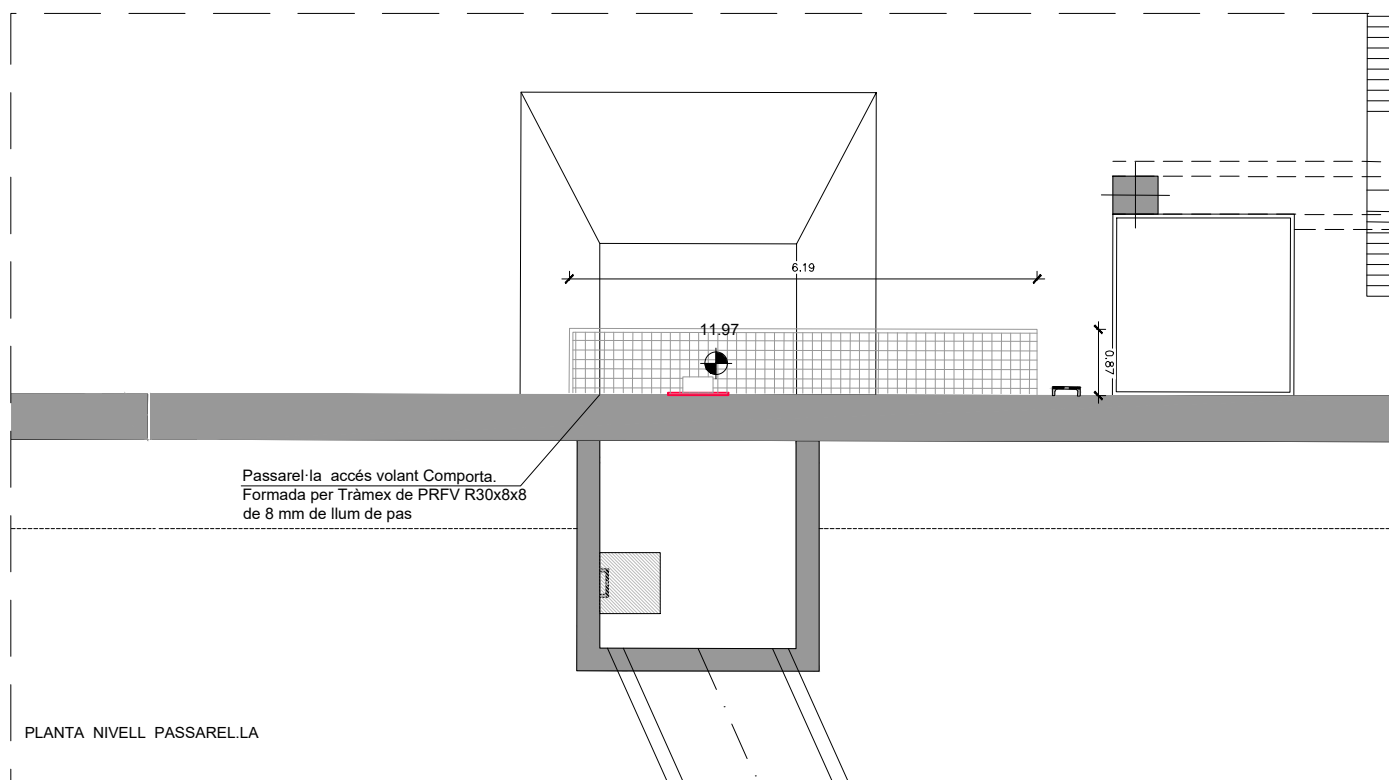 6.19
11.97
0.87
Passarel·la accés volant Comporta.
Formada per Tràmex de PRFV R30x8x8
de 8 mm de llum de pas
PLANTA NIVELL PASSAREL.LA